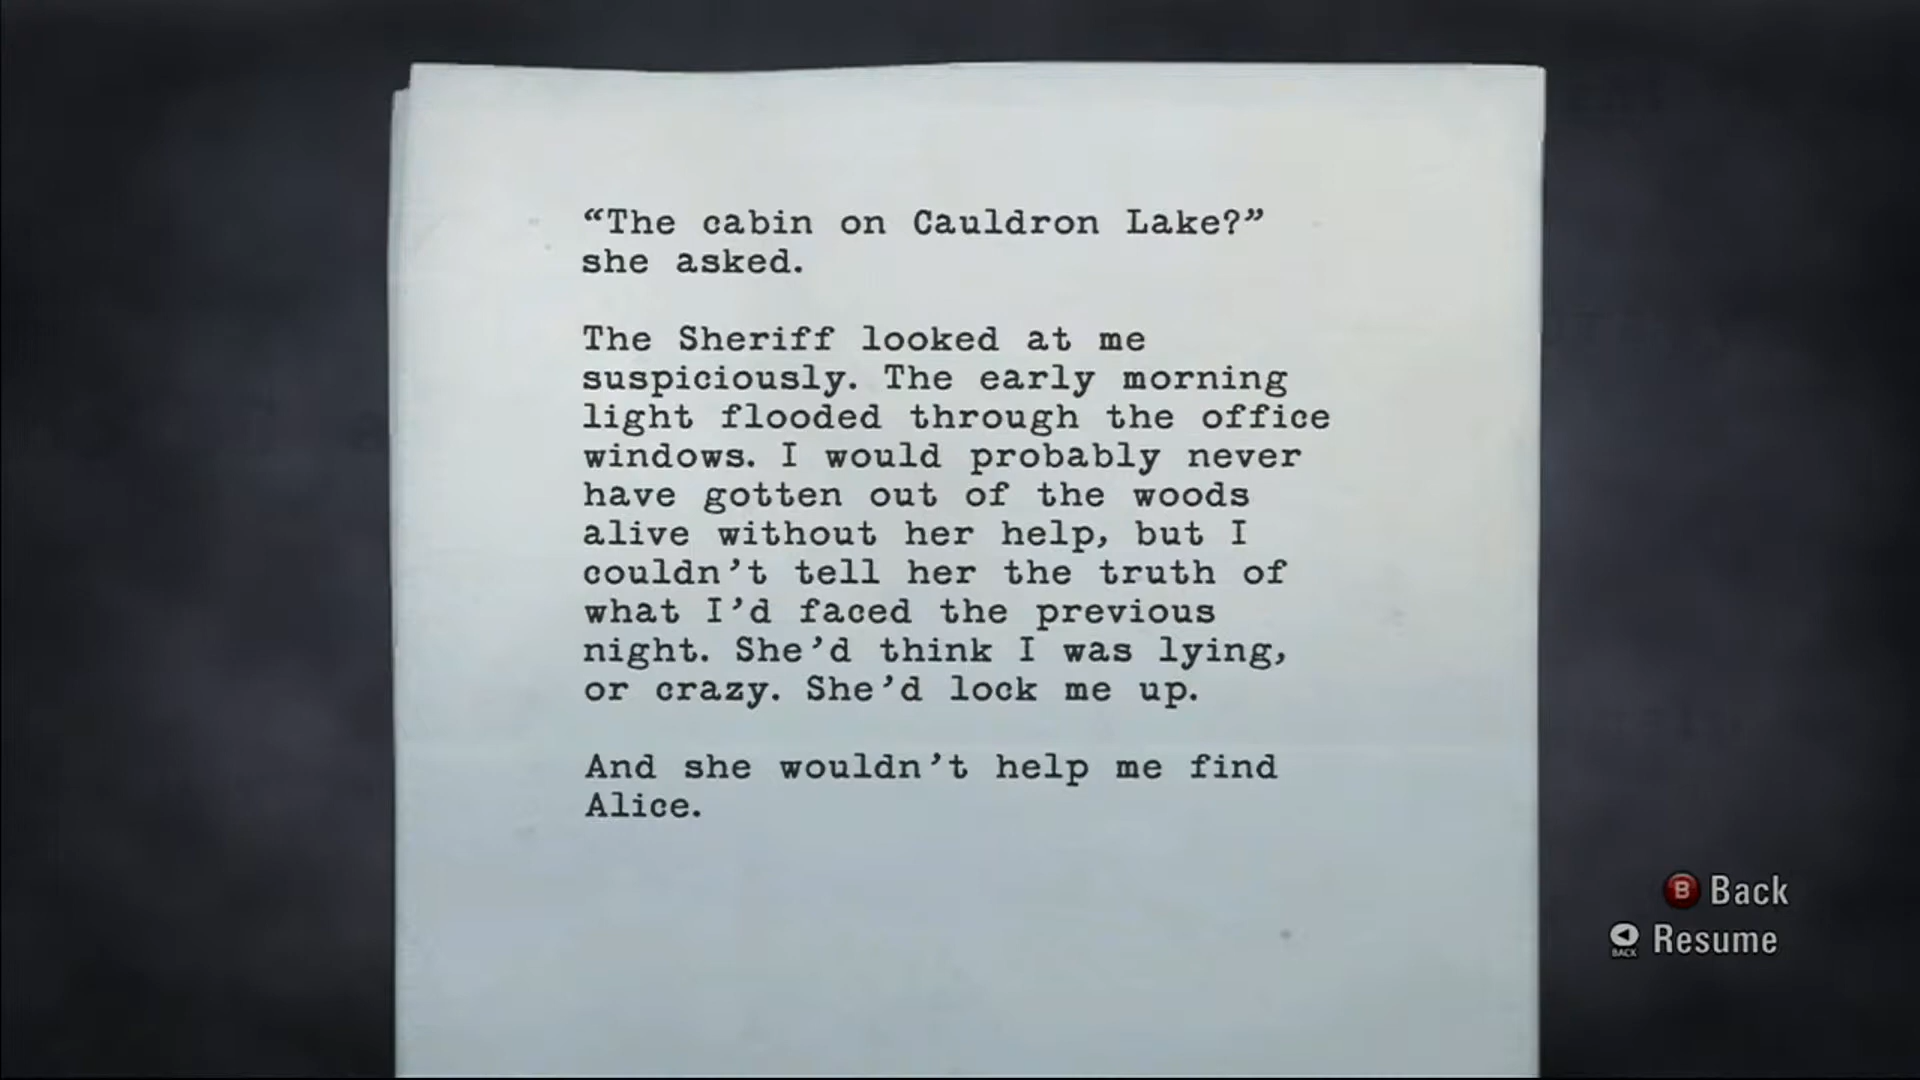 “The cabin on Cauldron Lake?”
she asked.
The Sheriff looked at me
suspiciously. The early morning
light flooded through the office
windows. I would probably never
have gotten out of the woods
alive without her help, but I
couldn’t tell her the truth of
what I’d faced the previous
night. She’d think I was lying,
or crazy. She’d lock me up.
And she wouldn’t help me find
Alice.
B Back
BACK Resume